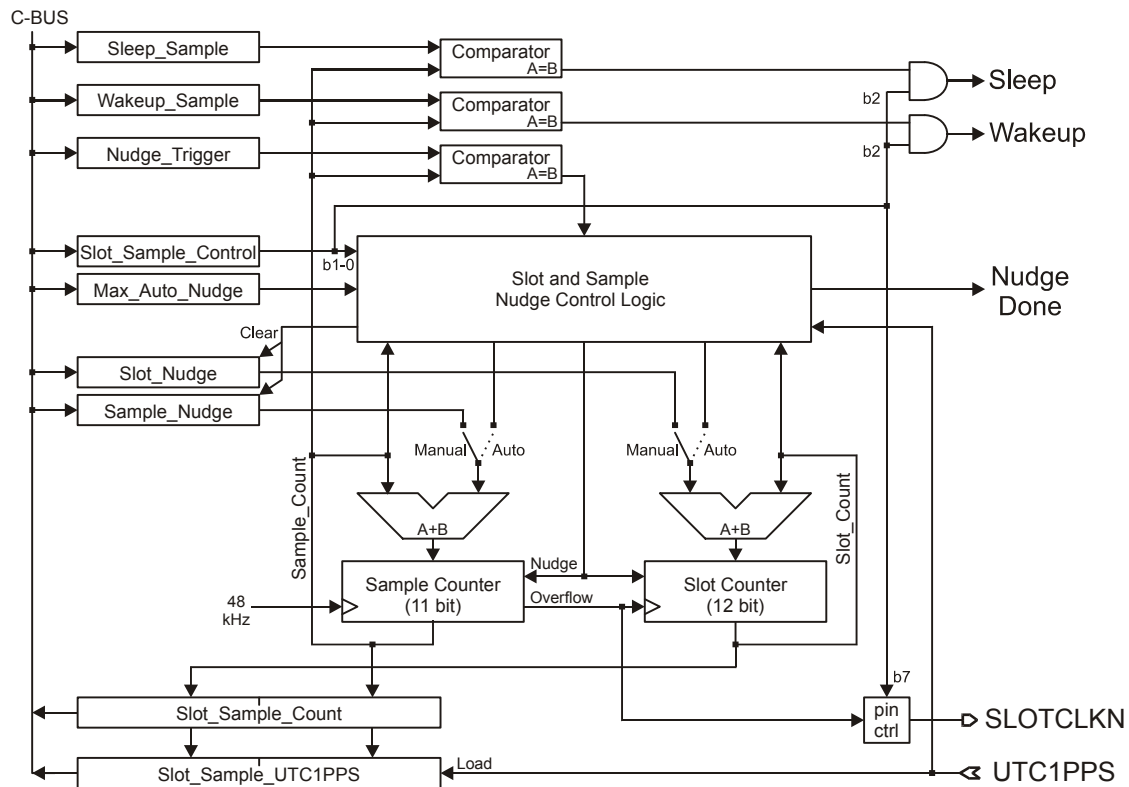 C-BUS
Sleep_Sample
Comparator
A=B
b2
Sleep
Wakeup_Sample
Comparator
A=B
b2
Wakeup
Nudge_Trigger
Comparator
A=B
Slot_Sample_Control
b1-0
Max_Auto_Nudge
Slot and Sample
Nudge Control Logic
Nudge
Done
Clear
Slot_Nudge
Sample_Nudge
Manual
Auto
Manual
Auto
Sample_Count
A+B
A+B
Slot_Count
Nudge
Sample Counter
(11 bit)
Overflow
Slot Counter
(12 bit)
48
kHz
b7
Slot_Sample_Count
pin
ctrl
SLOTCLKN
Slot_Sample_UTC1PPS
Load
UTC1PPS